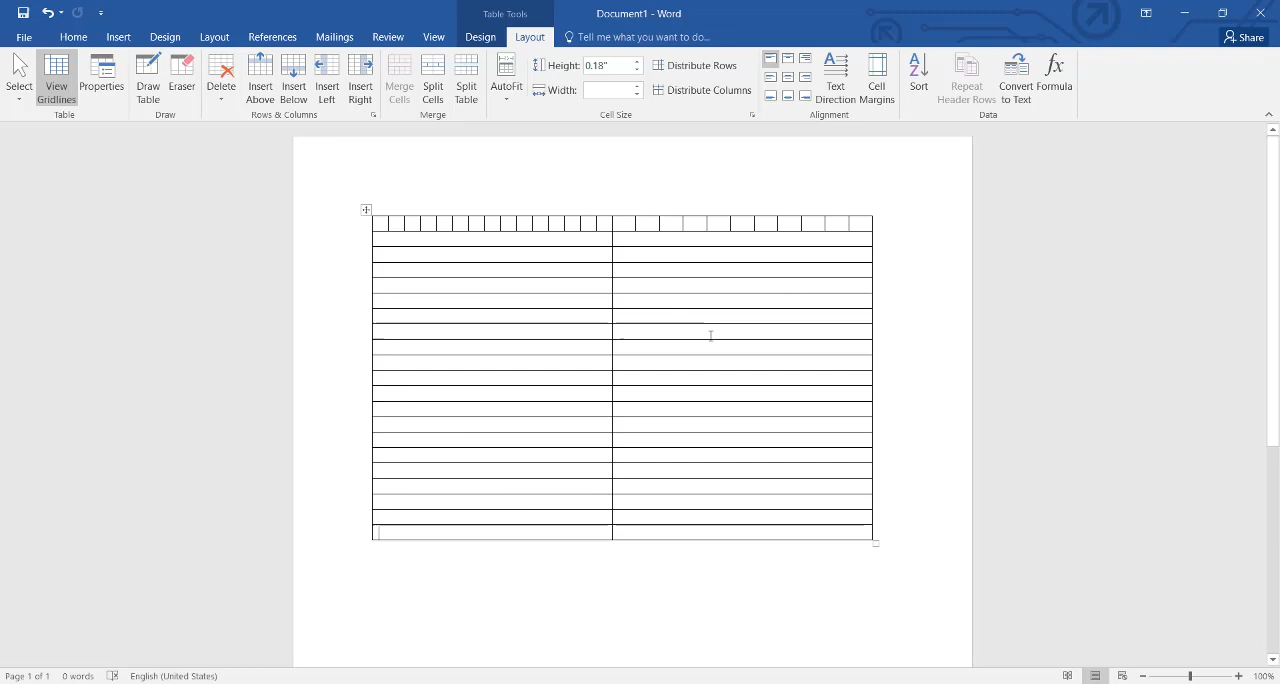 Table Tools
Document1 - Word
File
Home
Insert
Design
Layout
References
Mailings
Review
View
Design
Layout
Tell me what you want to do...
Share
Select
View Gridlines
Properties
Draw Table
Eraser
Delete
Insert Above
Insert Below
Insert Left
Insert Right
Merge Cells
Split Cells
Split Table
AutoFit
Height:
0.18"
Width:
Distribute Rows
Distribute Columns
Text Direction
Cell Margins
Sort
Repeat Header Rows
Convert to Text
fx
Formula
Table
Draw
Rows & Columns
Merge
Cell Size
Alignment
Data
Page 1 of 1
0 words
English (United States)
100%